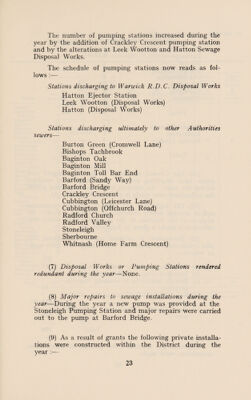 The number of pumping stations increased during the
year by the addition of Crackley Crescent pumping station
and by the alterations at Leek Wootton and Hatton Sewage
Disposal Works.
The schedule of pumping stations now reads as fol-
lows :—
Stations discharging to Warwick R.D.C. Disposal Works
Hatton Ejector Station
Leek Wootton (Disposal Works)
Hatton (Disposal Works)
Stations discharging ultimately to other Authorities
sewers—
Burton Green (Cromwell Lane)
Bishops Tachbrook
Baginton Oak
Baginton Mill
Baginton Toll Bar End
Barford (Sandy Way)
Barford Bridge
Crackley Crescent
Cubbington (Leicester Lane)
Cubbington (Offchurch Road)
Radford Church
Radford Valley
Stoneleigh
Sherbourne
Whitnash (Home Farm Crescent)
(7) Disposal Works or Pumping Stations rendered
redundant during the year—None.
(8) Major repairs to sewage installations during the
year—During the year a new pump was provided at the
Stoneleigh Pumping Station and major repairs were carried
out to the pump at Barford Bridge.
(9) As a result of grants the following private installa-
tions were constructed within the District during the
year :—
23